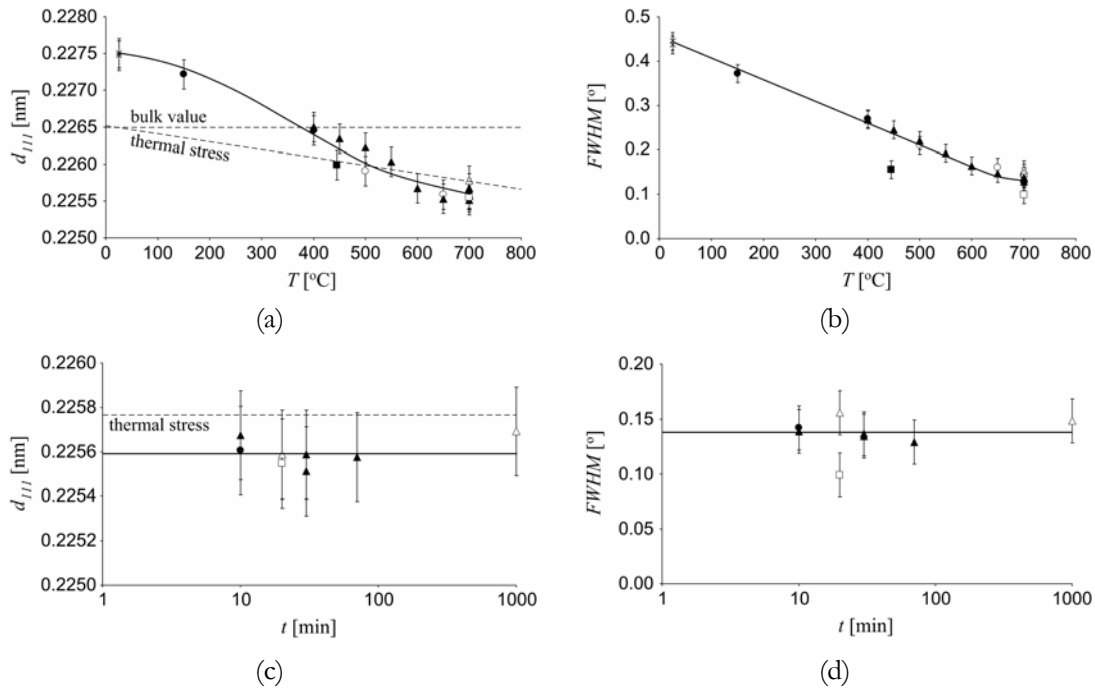 0.2280
0.2275
0.2270
0.2265
0.2260
0.2255
0.2250
d111 [nm]
bulk value
thermal stress
0 100 200 300 400 500 600 700 800
T [°C]
(a)
0.5
0.4
0.3
0.2
0.1
0.0
FWHM [°]
0 100 200 300 400 500 600 700 800
T [°C]
(b)
0.2260
0.2258
0.2256
0.2254
0.2252
0.2250
d111 [nm]
thermal stress
1 10 100 1000
t [min]
(c)
0.20
0.15
0.10
0.05
0.00
FWHM [°]
1 10 100 1000
t [min]
(d)